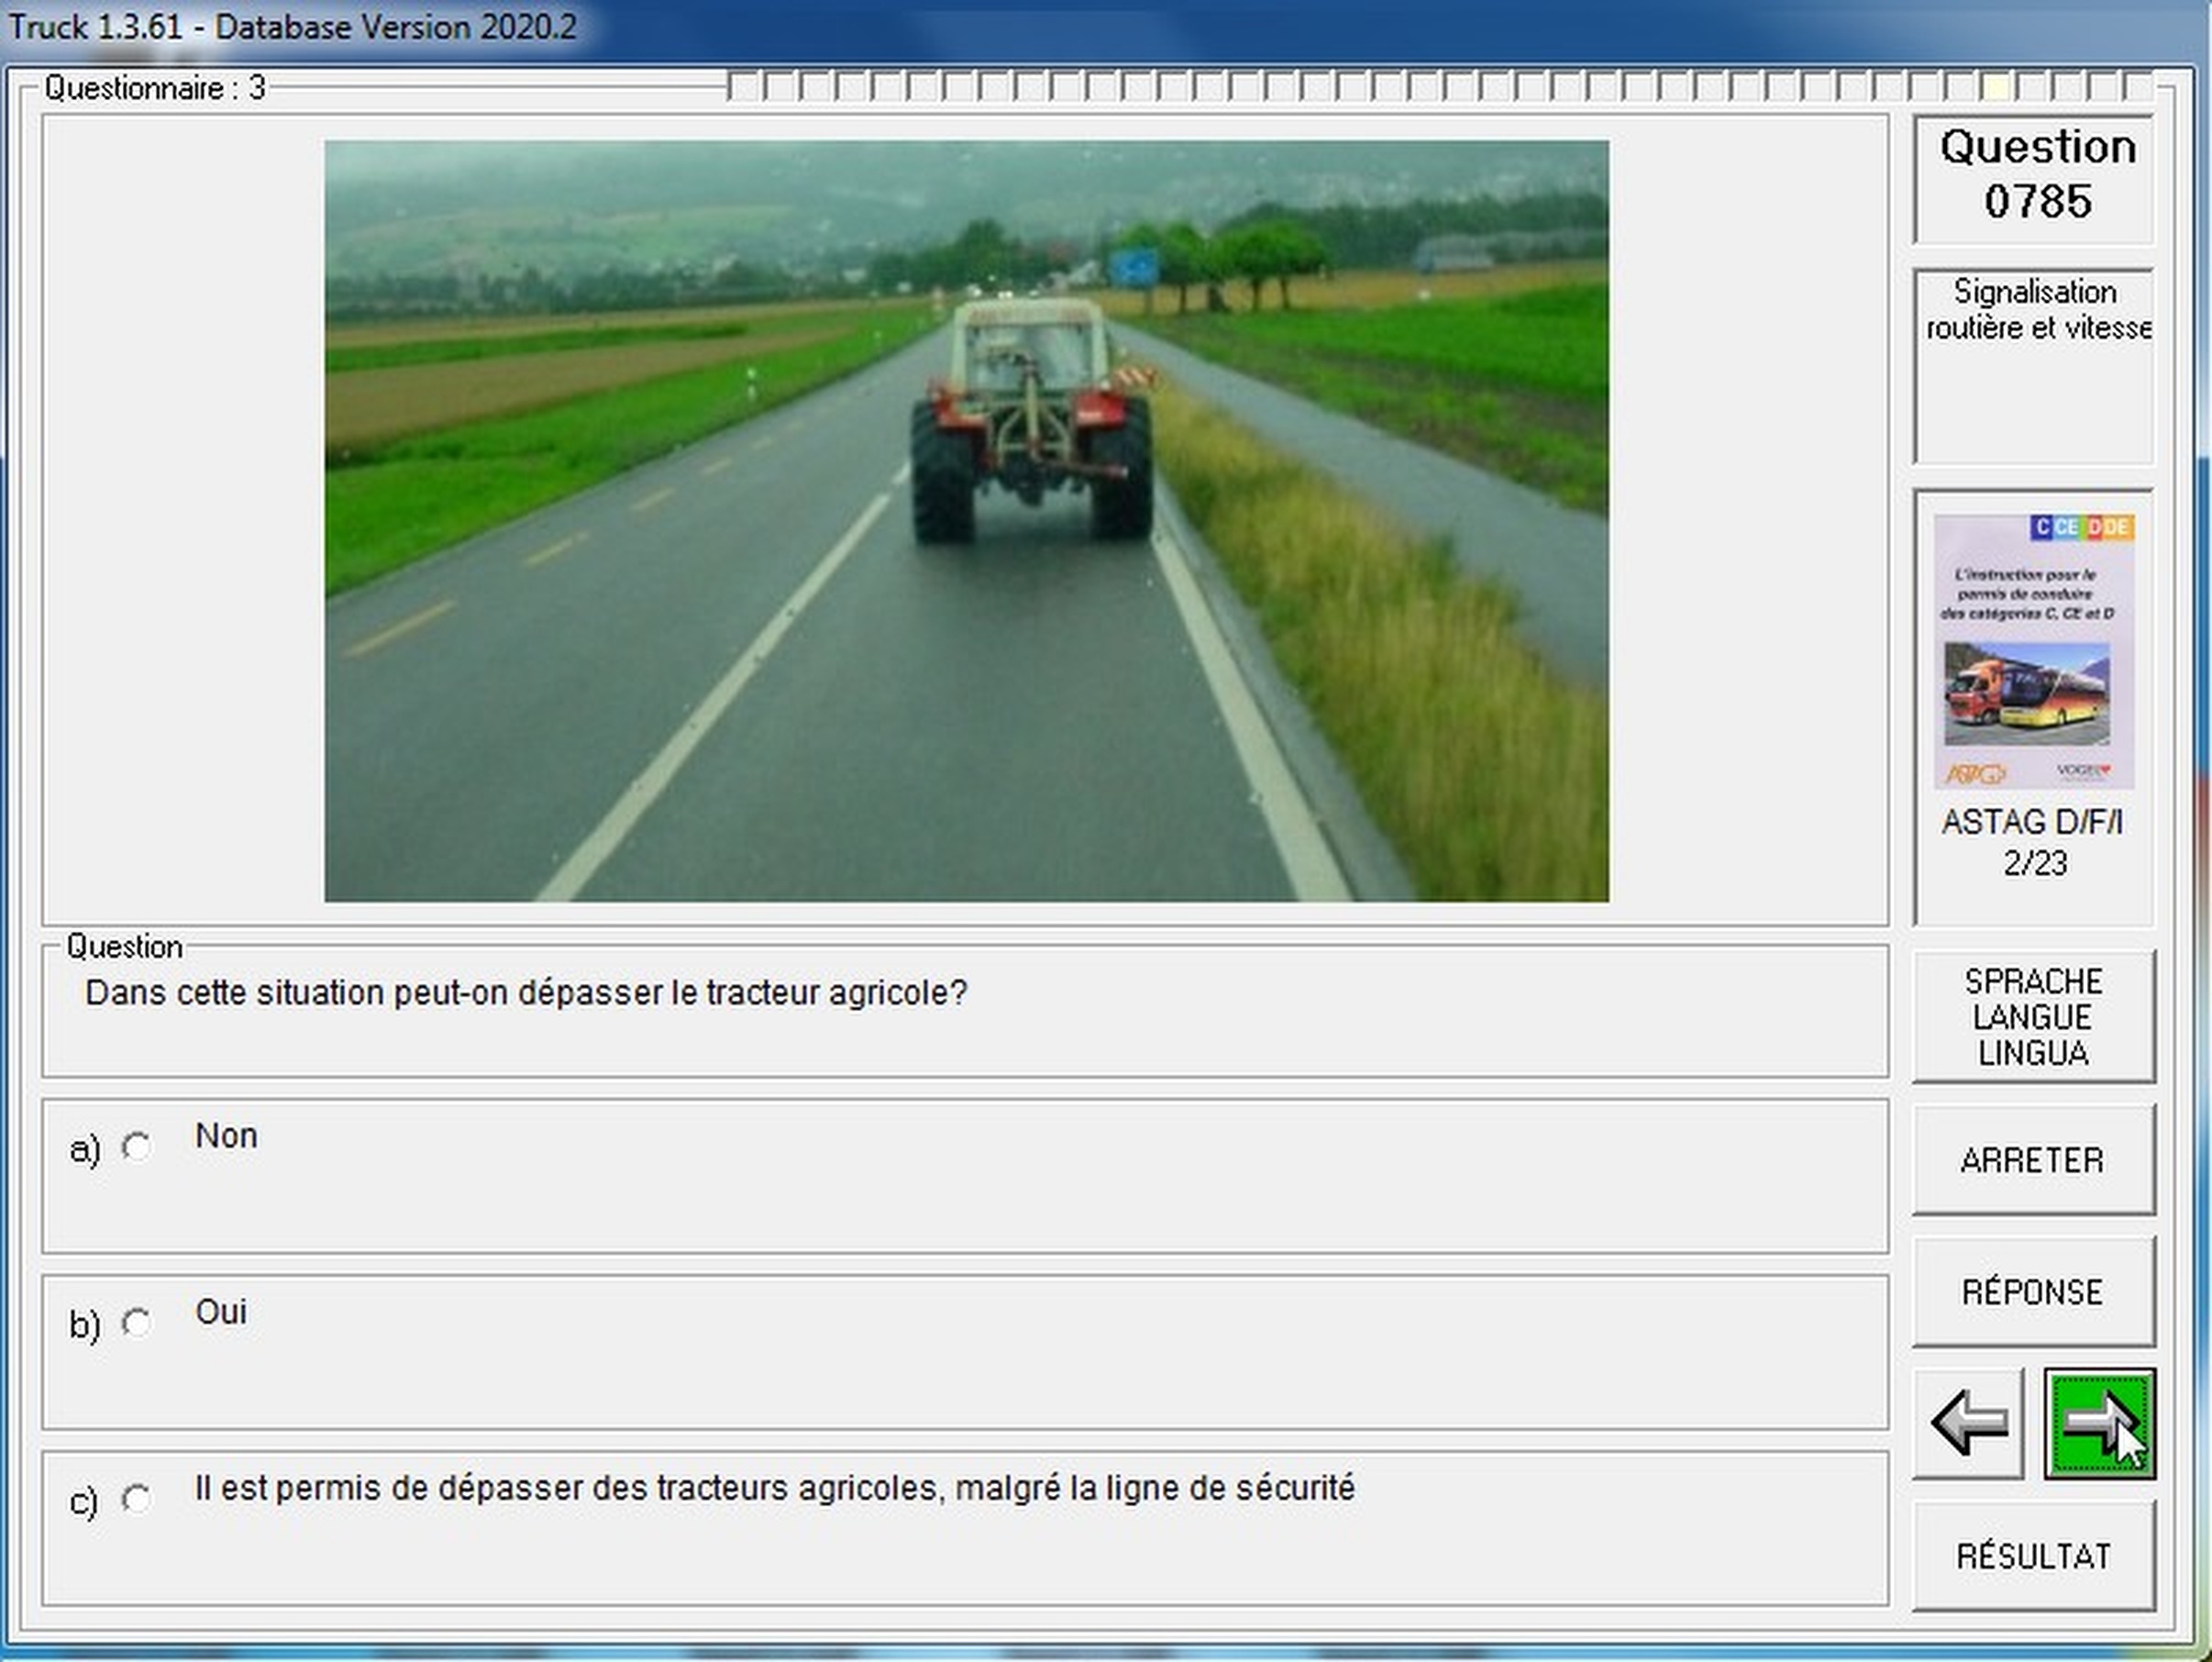 Truck 1.3.61 - Database Version 2020.2
Questionnaire : 3
Question
0785
Signalisation
routière et vitesse
C CE D DE
L'instruction pour le
permis de conduire
des catégories C, CE et D
ASTAG
VOGEL
ASTAG D/F/I
2/23
Question
Dans cette situation peut-on dépasser le tracteur agricole?
a) Non
b) Oui
c) Il est permis de dépasser des tracteurs agricoles, malgré la ligne de sécurité
SPRACHE
LANGUE
LINGUA
ARRETER
RÉPONSE
RÉSULTAT